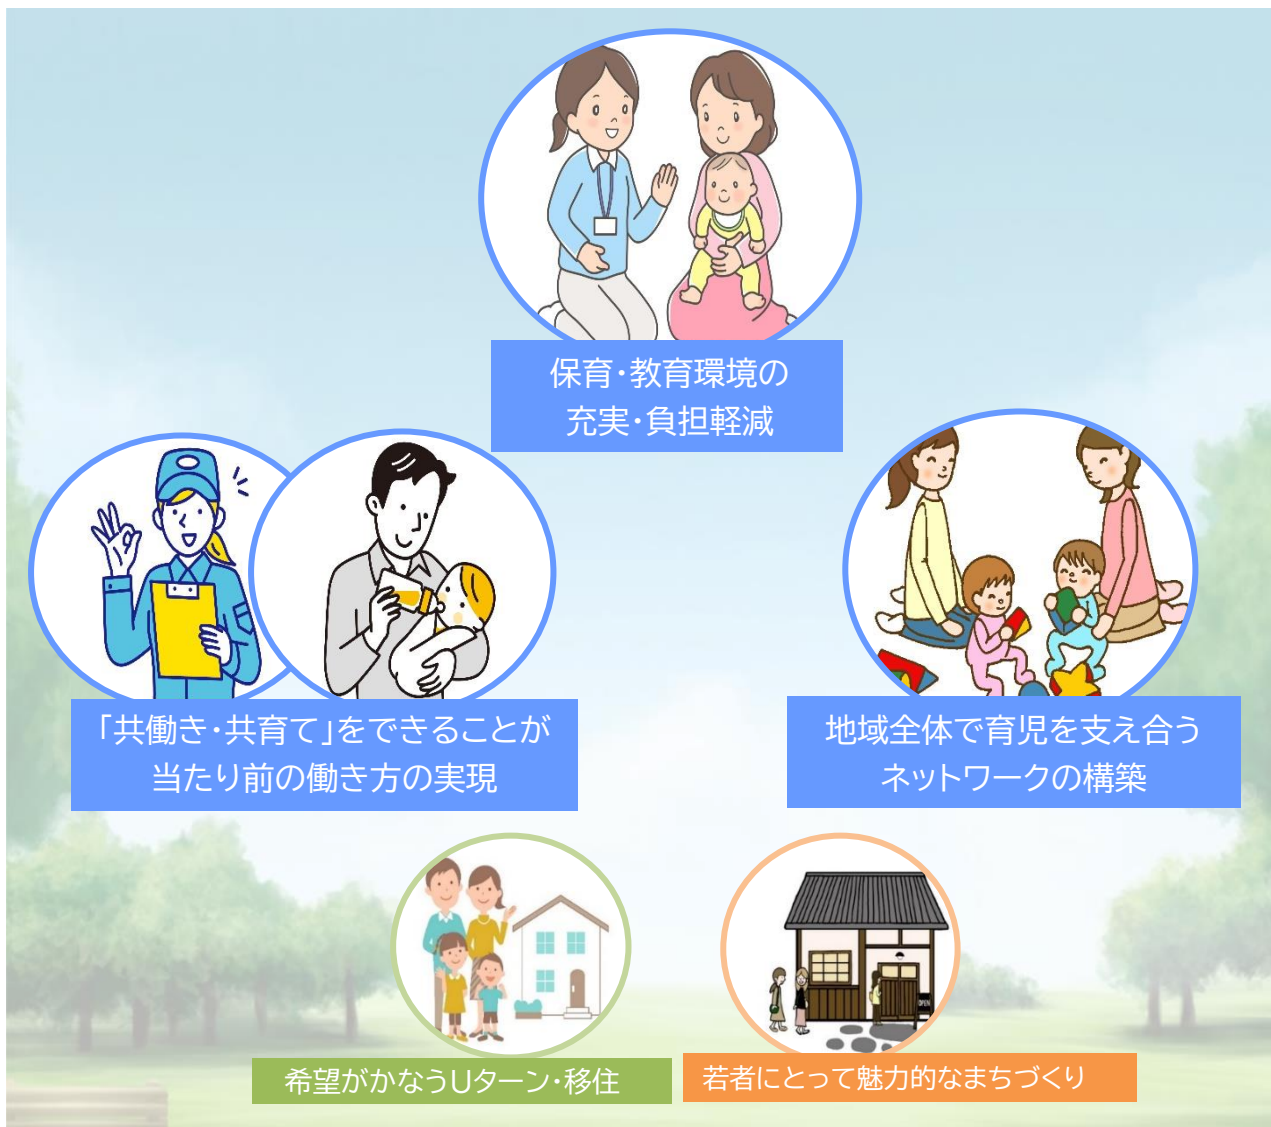 保育・教育環境の
充実・負担軽減
「共働き・共育て」をできることが
当たり前の働き方の実現
地域全体で育児を支え合う
ネットワークの構築
希望がかなうUターン・移住
若者にとって魅力的なまちづくり
OPEN